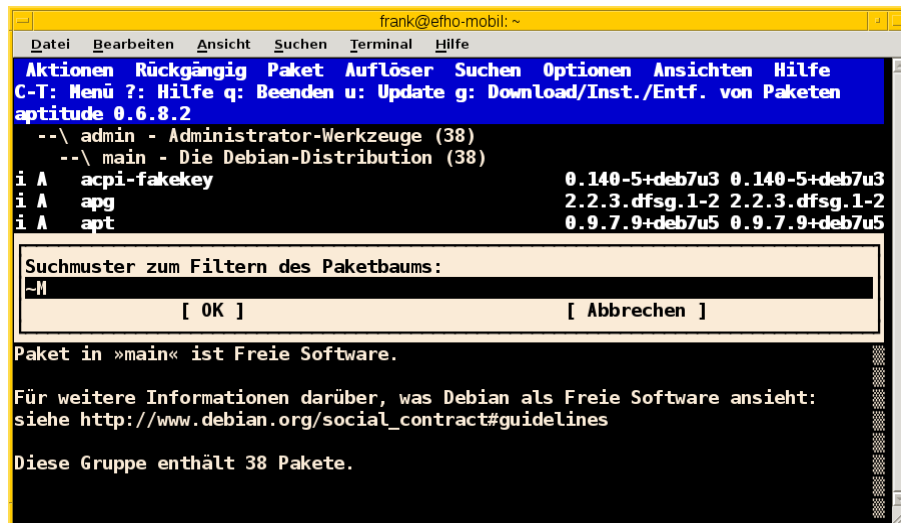 frank@efho-mobil: ~
Datei Bearbeiten Ansicht Suchen Terminal Hilfe
Aktionen Rückgängig Paket Auflöser Suchen Optionen Ansichten Hilfe
C-T: Menü ?: Hilfe q: Beenden u: Update g: Download/Inst./Entf. von Paketen
aptitude 0.6.8.2
--\ admin - Administrator-Werkzeuge (38)
--\ main - Die Debian-Distribution (38)
i A acpi-fakekey 0.140-5+deb7u3 0.140-5+deb7u3
i A apg 2.2.3.dfsg.1-2 2.2.3.dfsg.1-2
i A apt 0.9.7.9+deb7u5 0.9.7.9+deb7u5
Suchmuster zum Filtern des Paketbaums:
~M
[ OK ] [ Abbrechen ]
Paket in »main« ist Freie Software.
Für weitere Informationen darüber, was Debian als Freie Software ansieht:
siehe http://www.debian.org/social_contract#guidelines
Diese Gruppe enthält 38 Pakete.